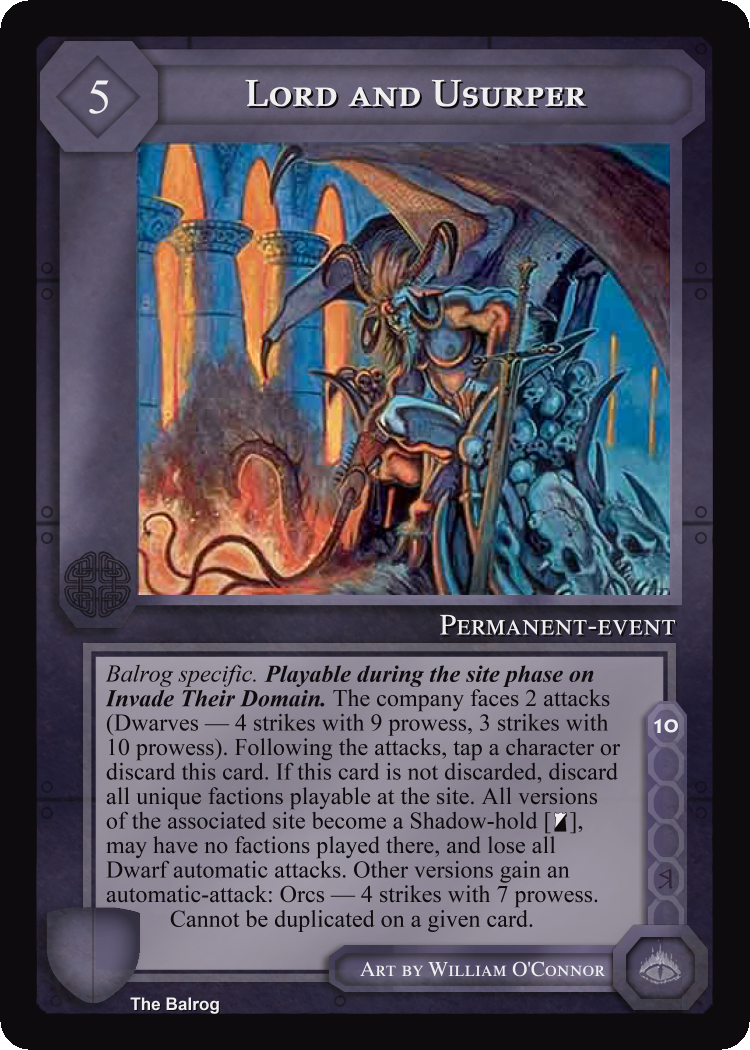 5
Lord and Usurper
Permanent-event
Balrog specific. Playable during the site phase on
Invade Their Domain. The company faces 2 attacks
(Dwarves — 4 strikes with 9 prowess, 3 strikes with
10 prowess). Following the attacks, tap a character or
discard this card. If this card is not discarded, discard
all unique factions playable at the site. All versions
of the associated site become a Shadow-hold [],
may have no factions played there, and lose all
Dwarf automatic attacks. Other versions gain an
automatic-attack: Orcs — 4 strikes with 7 prowess.
Cannot be duplicated on a given card.
10
Art by William O'Connor
The Balrog